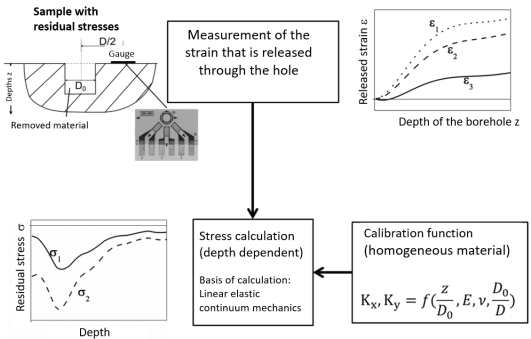 Sample with
residual stresses
D/2
Gauge
Depths z
D₀
Removed material
Measurement of the
strain that is released
through the hole
Released strain ε
ε₁
ε₂
ε₃
Depth of the borehole z
Residual stress σ
σ₁
σ₂
Depth
Stress calculation
(depth dependent)
Basis of calculation:
Linear elastic
continuum mechanics
Calibration function
(homogeneous material)
Kₓ, Kᵧ = f(z/D₀, E, ν, D₀/D)